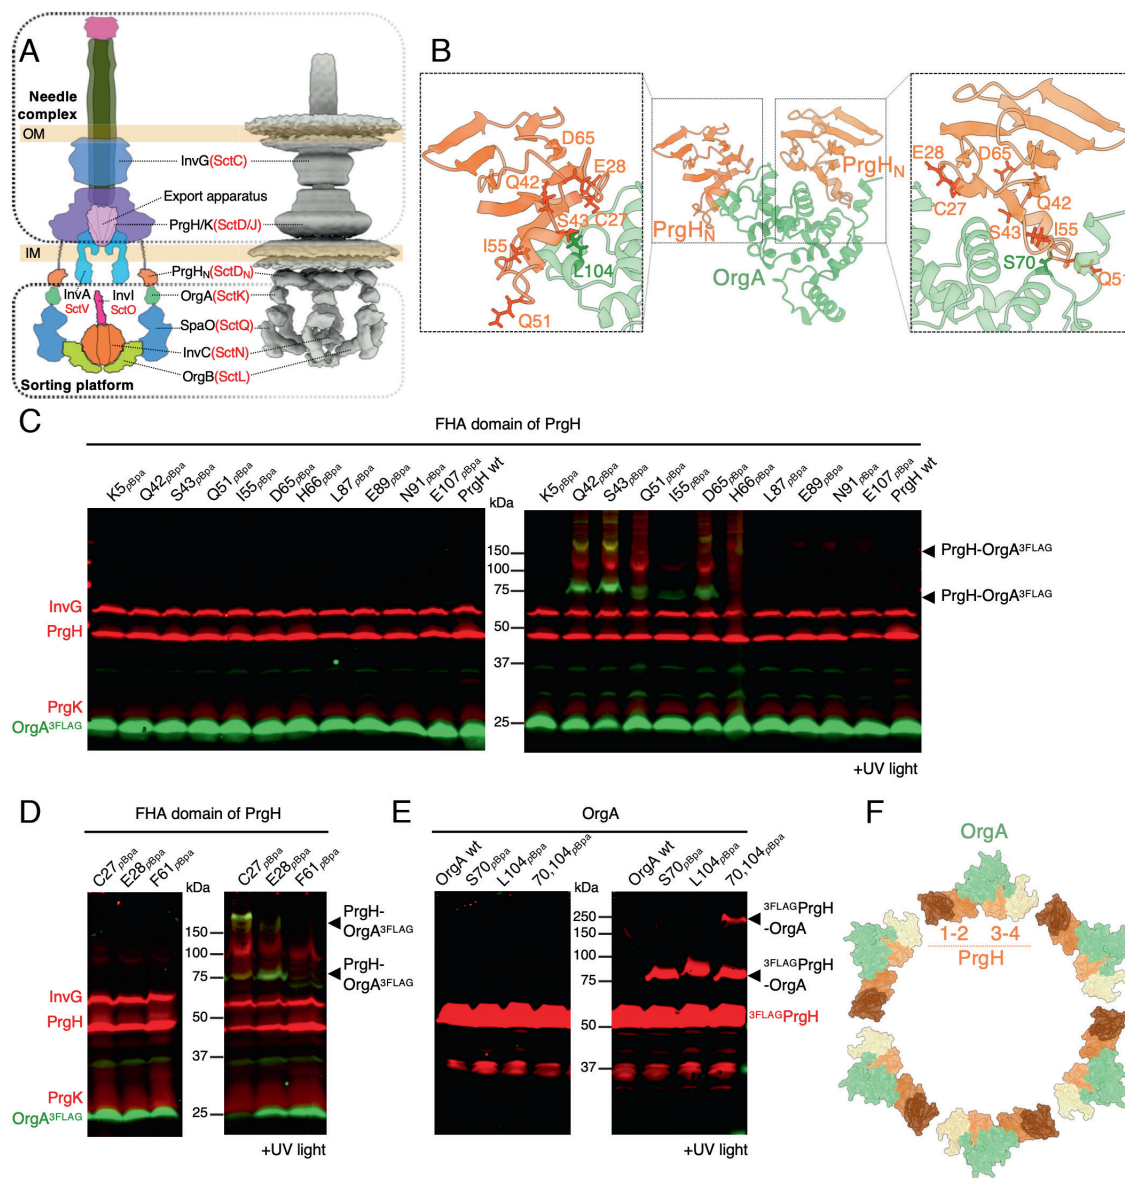 A
Needle
complex
OM
InvG(SctC)
Export apparatus
PrgH/K(SctD/J)
IM
PrgHN(SctDN)
InvA
SctV
InvI
SctO
OrgA(SctK)
SpaO(SctQ)
InvC(SctN)
OrgB(SctL)
Sorting platform
B
D65
E28
Q42
S43
C27
I55
L104
Q51
PrgHN
PrgHN
OrgA
E28
D65
C27
Q42
S43
I55
S70
Q51
C
FHA domain of PrgH
K5pBpa
Q42pBpa
S43pBpa
Q51pBpa
I55pBpa
D65pBpa
H66pBpa
L87pBpa
E89pBpa
N91pBpa
E107pBpa
PrgH wt
kDa
K5pBpa
Q42pBpa
S43pBpa
Q51pBpa
I55pBpa
D65pBpa
H66pBpa
L87pBpa
E89pBpa
N91pBpa
E107pBpa
PrgH wt
150
100
75
50
37
25
InvG
PrgH
PrgK
OrgA3FLAG
PrgH-OrgA3FLAG
PrgH-OrgA3FLAG
+UV light
D
FHA domain of PrgH
C27pBpa
E28pBpa
F61pBpa
kDa
C27pBpa
E28pBpa
F61pBpa
150
100
75
50
37
25
InvG
PrgH
PrgK
OrgA3FLAG
PrgH-
OrgA3FLAG
PrgH-
OrgA3FLAG
+UV light
E
OrgA
OrgA wt
S70pBpa
L104pBpa
70,104pBpa
kDa
OrgA wt
S70pBpa
L104pBpa
70,104pBpa
250
150
100
75
50
37
3FLAGPrgH
-OrgA
3FLAGPrgH
-OrgA
3FLAGPrgH
+UV light
F
OrgA
1-2 3-4
PrgH